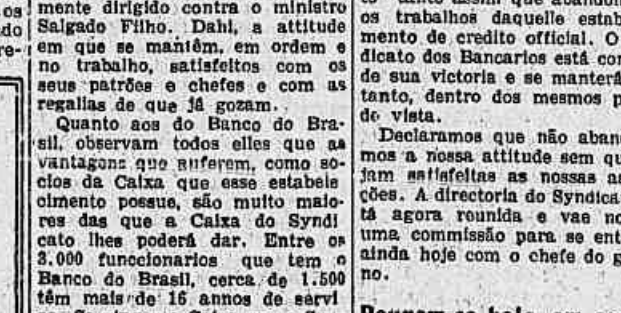 os
mente dirigido contra o ministro
Salgado Filho. Dahi, a attitude
em que se mantêm, em ordem e
no trabalho, satisfeitos com os
seus patrões e chefes e com as
regalias de que já gozam.
Quanto aos do Banco do Bra-
sil, observam todos elles que as
vantagens que auferem, como so-
cios da Caixa que esse estabele
cimento possue, são muito maio-
res das que a Caixa do Syndi
cato lhes poderá dar. Entre os
3.000 funccionarios que tem o
Banco do Brasil, cerca de 1.500
têm mais de 16 annos de servi
os trabalhos daquelle estab
mento de credito official. O
dicato dos Bancarios está con
de sua victoria e se manterá
tanto, dentro dos mesmos p
de vista.
Declaramos que não aban
mos a nossa attitude sem qu
jam satisfeitas as nossas as
ções. A directoria do Syndica
tá agora reunida e vae no
uma commissão para se ent
ainda hoje com o chefe do g
no.